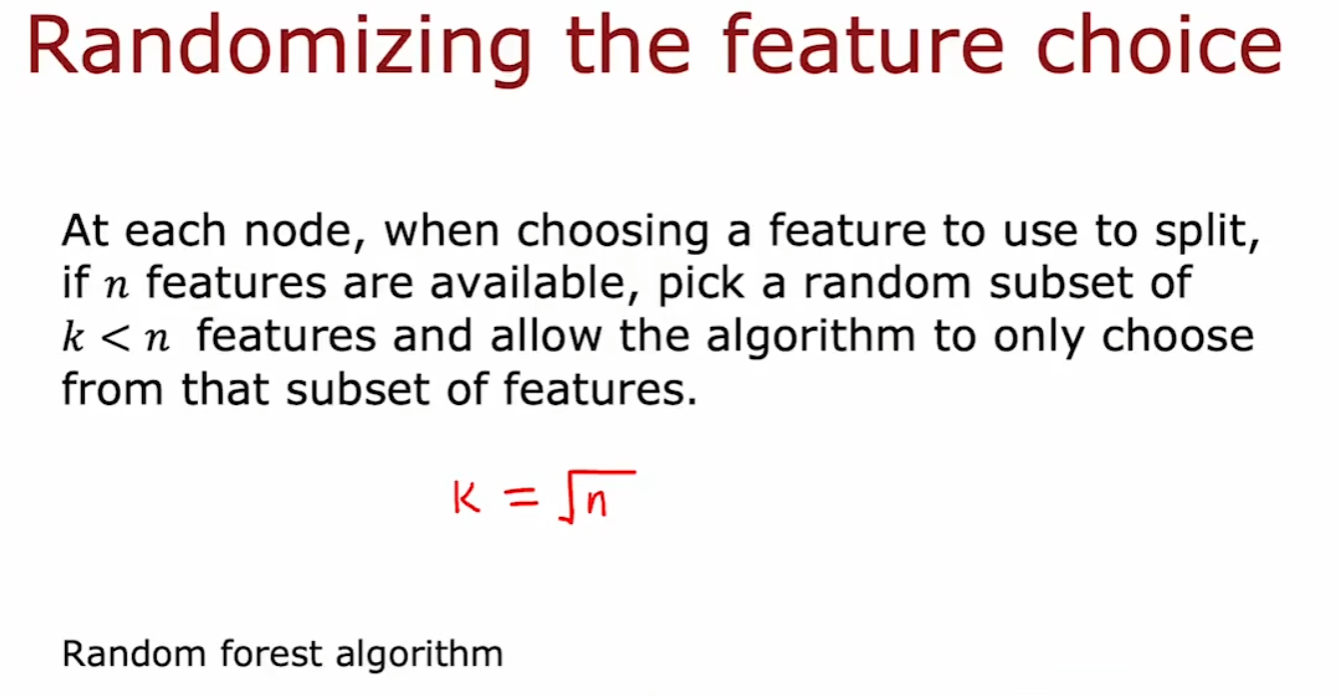 Randomizing the feature choice
At each node, when choosing a feature to use to split,
if n features are available, pick a random subset of
k < n features and allow the algorithm to only choose
from that subset of features.
K = √n
Random forest algorithm